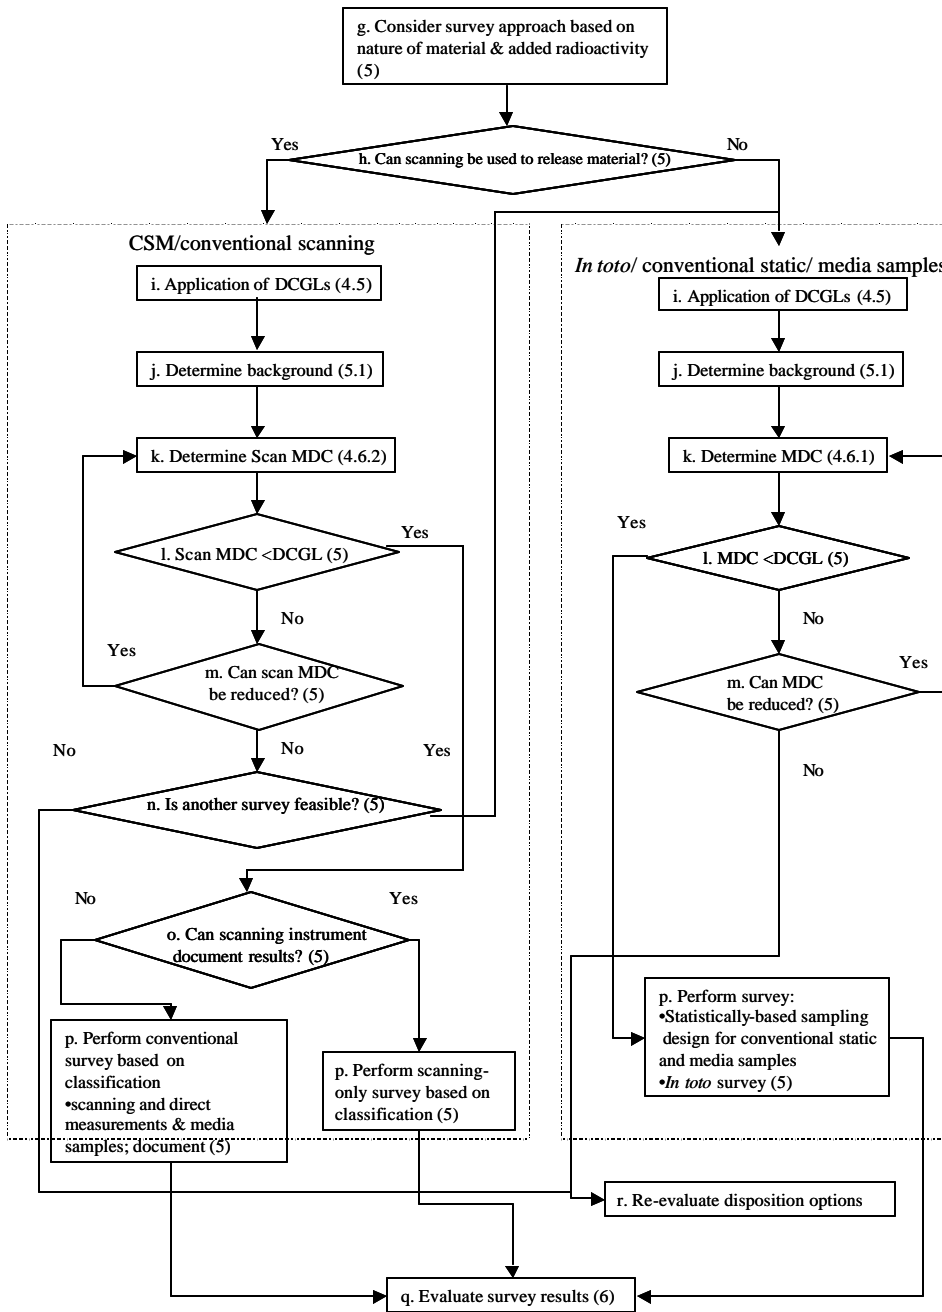 g. Consider survey approach based on
nature of material & added radioactivity
(5)
Yes
No
h. Can scanning be used to release material? (5)
CSM/conventional scanning
i. Application of DCGLs (4.5)
j. Determine background (5.1)
k. Determine Scan MDC (4.6.2)
Yes
l. Scan MDC <DCGL (5)
No
Yes
m. Can scan MDC
be reduced? (5)
No
No
Yes
n. Is another survey feasible? (5)
No
Yes
o. Can scanning instrument
document results? (5)
p. Perform conventional
survey based on
classification
•scanning and direct
measurements & media
samples; document (5)
p. Perform scanning-
only survey based on
classification (5)
In toto/ conventional static/ media samples
i. Application of DCGLs (4.5)
j. Determine background (5.1)
k. Determine MDC (4.6.1)
Yes
l. MDC <DCGL (5)
No
Yes
m. Can MDC
be reduced? (5)
No
p. Perform survey:
•Statistically-based sampling
design for conventional static
and media samples
•In toto survey (5)
r. Re-evaluate disposition options
q. Evaluate survey results (6)